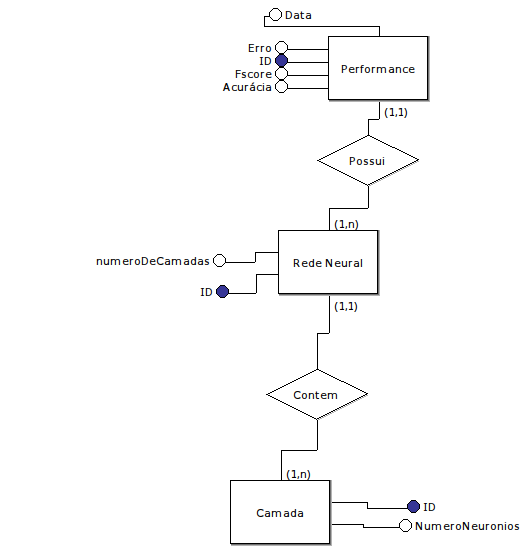 Data
Erro
ID
Fscore
Acurácia
Performance
(1,1)
Possui
(1,n)
numeroDeCamadas
Rede Neural
ID
(1,1)
Contem
(1,n)
Camada
ID
NumeroNeuronios